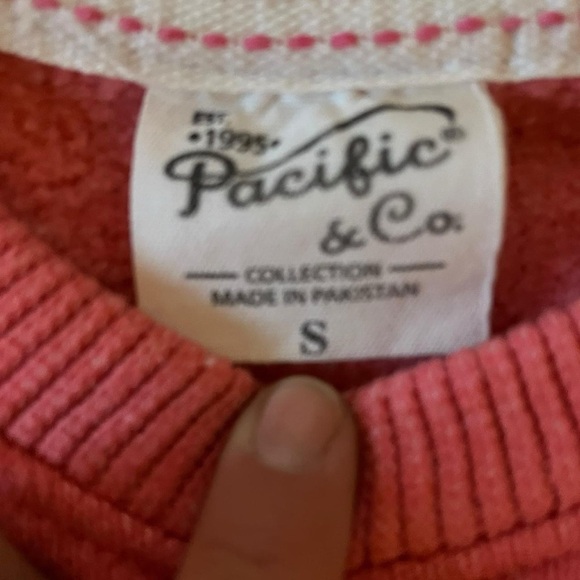 EST.
•1995•
Pacific®
& Co.
COLLECTION
MADE IN PAKISTAN
S